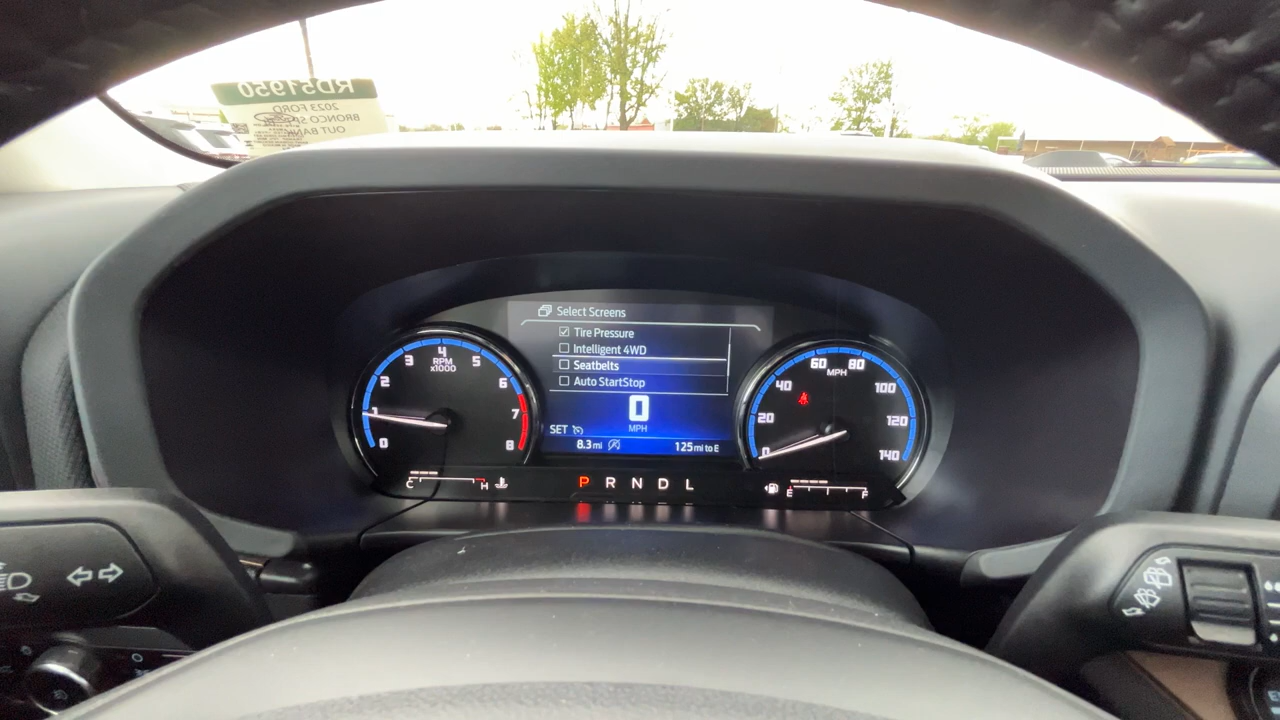 RD51950
2023 FORD
BRONCO SP
OUT BANK
Select Screens
Tire Pressure
Intelligent 4WD
Seatbelts
Auto StartStop
0
MPH
SET
8.3 mi
125 mi to E
0 1 2 3 4 5 6 7 8
RPM
x1000
0 20 40 60 80 100 120 140
MPH
C H
P R N D L
E F